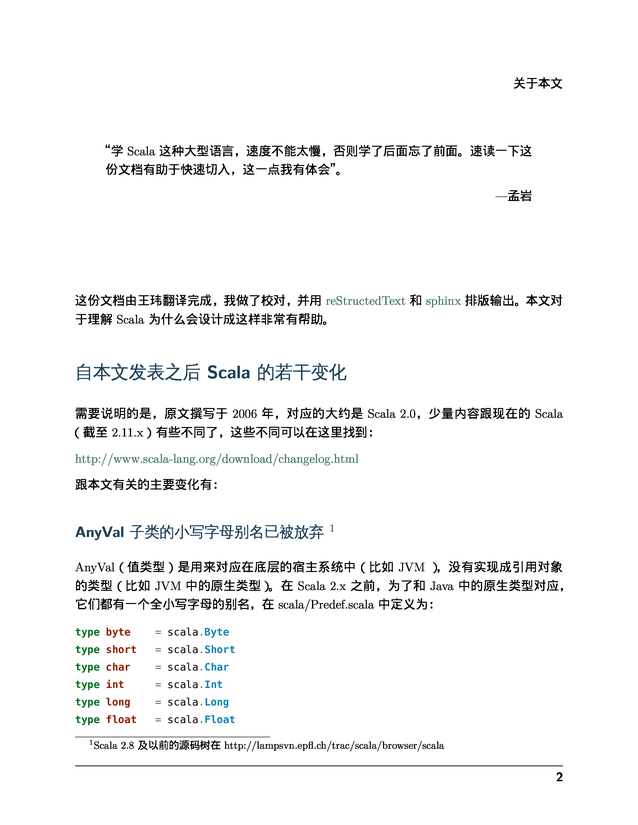 关于本文
“学 Scala 这种大型语言，速度不能太慢，否则学了后面忘了前面。速读一下这
份文档有助于快速切入，这一点我有体会”。
—孟岩
这份文档由王玮翻译完成，我做了校对，并用 reStructedText 和 sphinx 排版输出。本文对
于理解 Scala 为什么会设计成这样非常有帮助。
自本文发表之后 Scala 的若干变化
需要说明的是，原文撰写于 2006 年，对应的大约是 Scala 2.0，少量内容跟现在的 Scala
（截至 2.11.x）有些不同了，这些不同可以在这里找到：
http://www.scala-lang.org/download/changelog.html
跟本文有关的主要变化有：
AnyVal 子类的小写字母别名已被放弃 1
AnyVal（值类型）是用来对应在底层的宿主系统中（比如 JVM ），没有实现成引用对象
的类型（比如 JVM 中的原生类型）。在 Scala 2.x 之前，为了和 Java 中的原生类型对应，
它们都有一个全小写字母的别名，在 scala/Predef.scala 中定义为：
type byte = scala.Byte
type short = scala.Short
type char = scala.Char
type int = scala.Int
type long = scala.Long
type float = scala.Float
1Scala 2.8 及以前的源码树在 http://lampsvn.epfl.ch/trac/scala/browser/scala
2